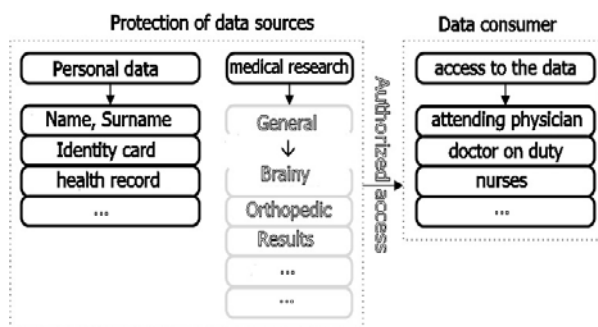 Protection of data sources
Data consumer
Personal data
Name, Surname
Identity card
health record
...
medical research
General
Brainy
Orthopedic
Results
...
...
Authorized access
access to the data
attending physician
doctor on duty
nurses
...